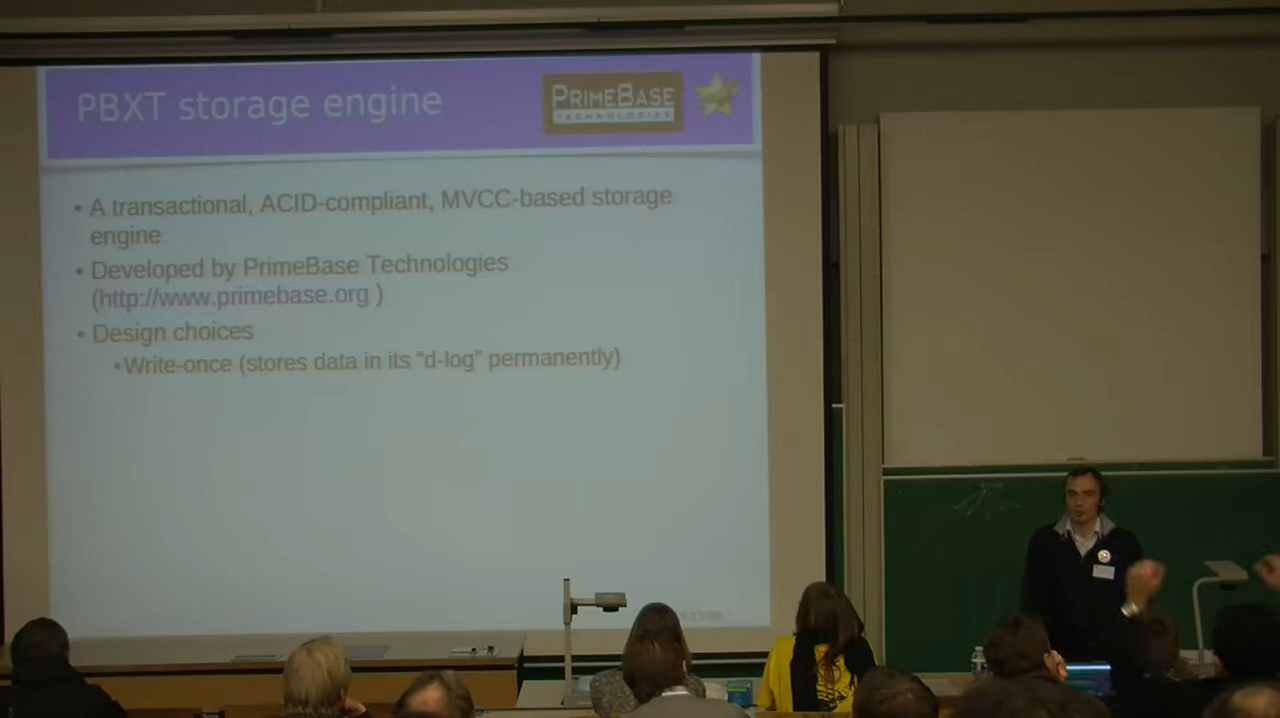 PBXT storage engine
PRIMEBASE
TECHNOLOGIES
• A transactional, ACID-compliant, MVCC-based storage
engine
• Developed by PrimeBase Technologies
(http://www.primebase.org )
• Design choices
•Write-once (stores data in its “d-log” permanently)